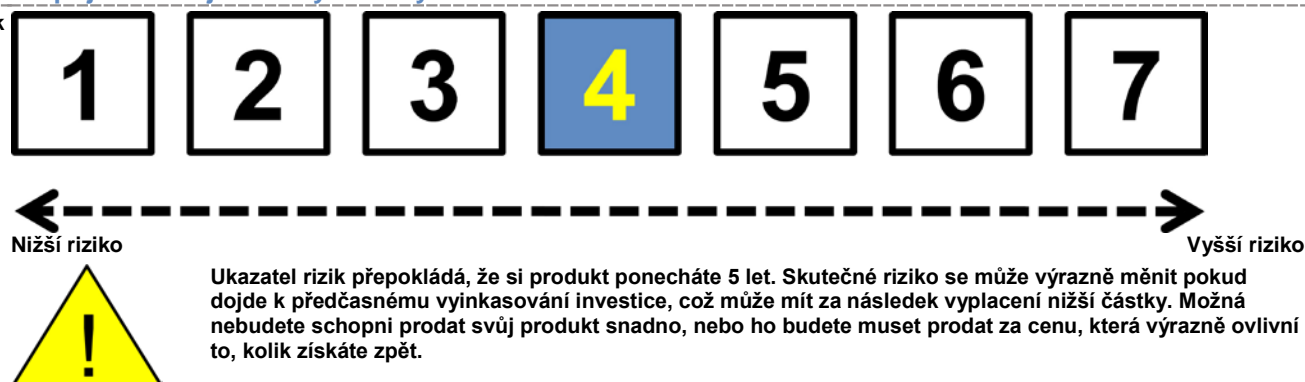 1 2 3 4 5 6 7
Nižší riziko Vyšší riziko
Ukazatel rizik přepokládá, že si produkt ponecháte 5 let. Skutečné riziko se může výrazně měnit pokud
dojde k předčasnému vyinkasování investice, což může mít za následek vyplacení nižší částky. Možná
nebudete schopni prodat svůj produkt snadno, nebo ho budete muset prodat za cenu, která výrazně ovlivní
to, kolik získáte zpět.
!